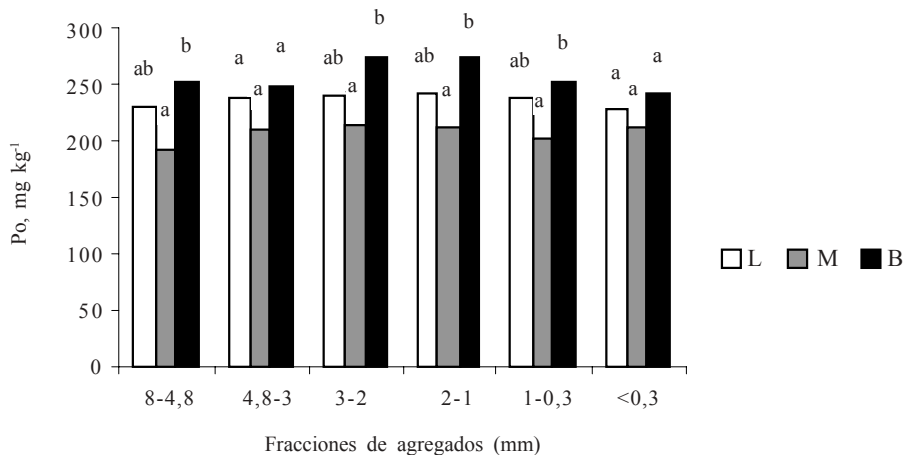 Po, mg kg-1
300
250
200
150
100
50
0
ab a b
a a a
ab a b
ab a b
ab a b
a a a
8-4,8 4,8-3 3-2 2-1 1-0,3 <0,3
Fracciones de agregados (mm)
L M B